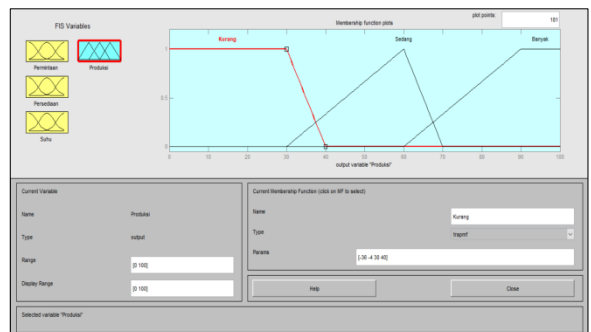 FIS Variables
Membership function plots
plot points:
101
Permintaan
Produksi
Persediaan
Suhu
Kurang
Sedang
Banyak
1
0.5
0
0 10 20 30 40 50 60 70 80 90 100
output variable "Produksi"
Current Variable
Name
Produksi
Type
output
Range
[0 100]
Display Range
[0 100]
Current Membership Function (click on MF to select)
Name
Kurang
Type
trapmf
Params
[-36 -4 30 40]
Help
Close
Selected variable "Produksi"